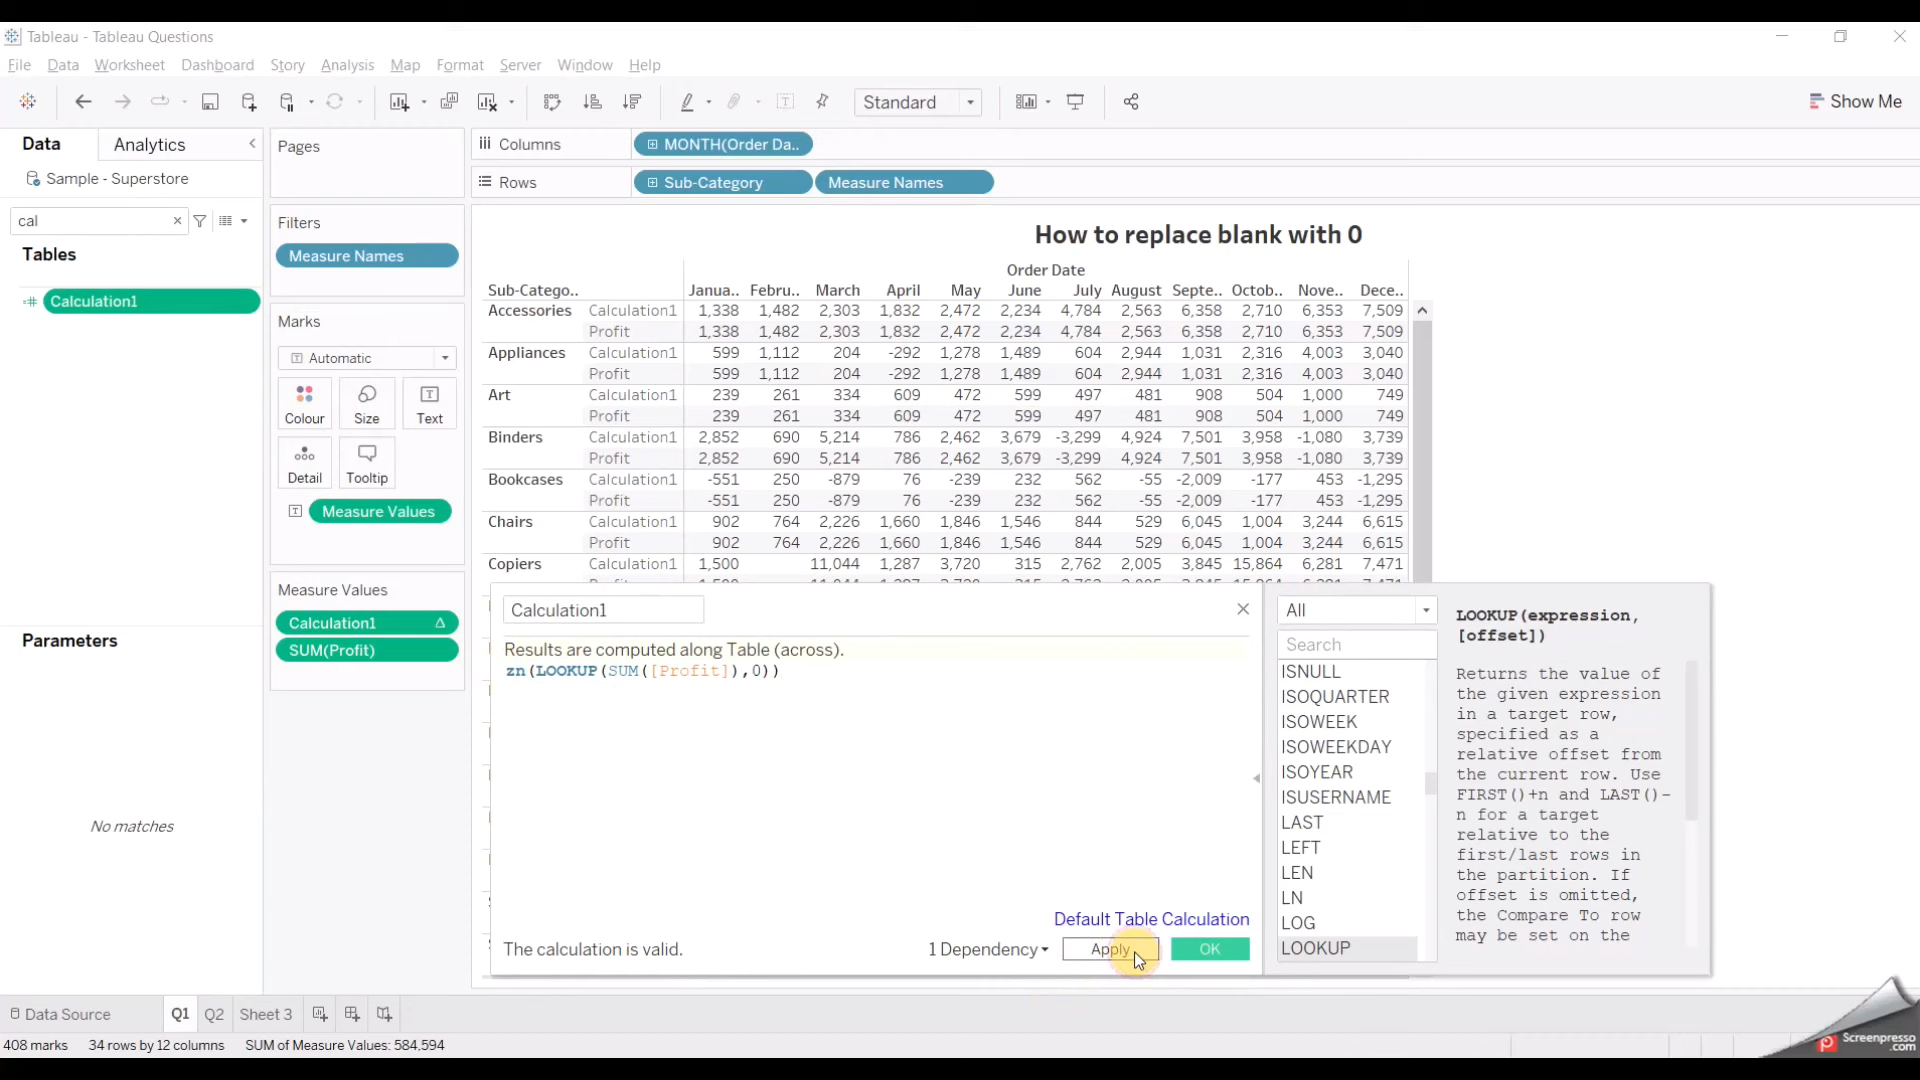 Tableau - Tableau Questions
File Data Worksheet Dashboard Story Analysis Map Format Server Window Help
Standard
Show Me
Data
Analytics
Sample - Superstore
cal
Tables
Calculation1
Parameters
No matches
Pages
Filters
Measure Names
Marks
Automatic
Colour
Size
Text
Detail
Tooltip
Measure Values
Measure Values
Calculation1
SUM(Profit)
Columns
MONTH(Order Da..
Rows
Sub-Category
Measure Names
How to replace blank with 0
Order Date
Sub-Catego.. Janua.. Febru.. March April May June July August Septe.. Octob.. Nove.. Dece..
Accessories Calculation1 1,338 1,482 2,303 1,832 2,472 2,234 4,784 2,563 6,358 2,710 6,353 7,509
Profit 1,338 1,482 2,303 1,832 2,472 2,234 4,784 2,563 6,358 2,710 6,353 7,509
Appliances Calculation1 599 1,112 204 -292 1,278 1,489 604 2,944 1,031 2,316 4,003 3,040
Profit 599 1,112 204 -292 1,278 1,489 604 2,944 1,031 2,316 4,003 3,040
Art Calculation1 239 261 334 609 472 599 497 481 908 504 1,000 749
Profit 239 261 334 609 472 599 497 481 908 504 1,000 749
Binders Calculation1 2,852 690 5,214 786 2,462 3,679 -3,299 4,924 7,501 3,958 -1,080 3,739
Profit 2,852 690 5,214 786 2,462 3,679 -3,299 4,924 7,501 3,958 -1,080 3,739
Bookcases Calculation1 -551 250 -879 76 -239 232 562 -55 -2,009 -177 453 -1,295
Profit -551 250 -879 76 -239 232 562 -55 -2,009 -177 453 -1,295
Chairs Calculation1 902 764 2,226 1,660 1,846 1,546 844 529 6,045 1,004 3,244 6,615
Profit 902 764 2,226 1,660 1,846 1,546 844 529 6,045 1,004 3,244 6,615
Copiers Calculation1 1,500 11,044 1,287 3,720 315 2,762 2,005 3,845 15,864 6,281 7,471
Calculation1
Results are computed along Table (across).
zn(LOOKUP(SUM([Profit]),0))
Default Table Calculation
The calculation is valid.
1 Dependency
Apply
OK
All
Search
ISNULL
ISOQUARTER
ISOWEEK
ISOWEEKDAY
ISOYEAR
ISUSERNAME
LAST
LEFT
LEN
LN
LOG
LOOKUP
LOOKUP(expression,
[offset])
Returns the value of
the given expression
in a target row,
specified as a
relative offset from
the current row. Use
FIRST()+n and LAST()-
n for a target
relative to the
first/last rows in
the partition. If
offset is omitted,
the Compare To row
may be set on the
Data Source
Q1
Q2
Sheet 3
408 marks 34 rows by 12 columns SUM of Measure Values: 584,594
Screenpresso
.com